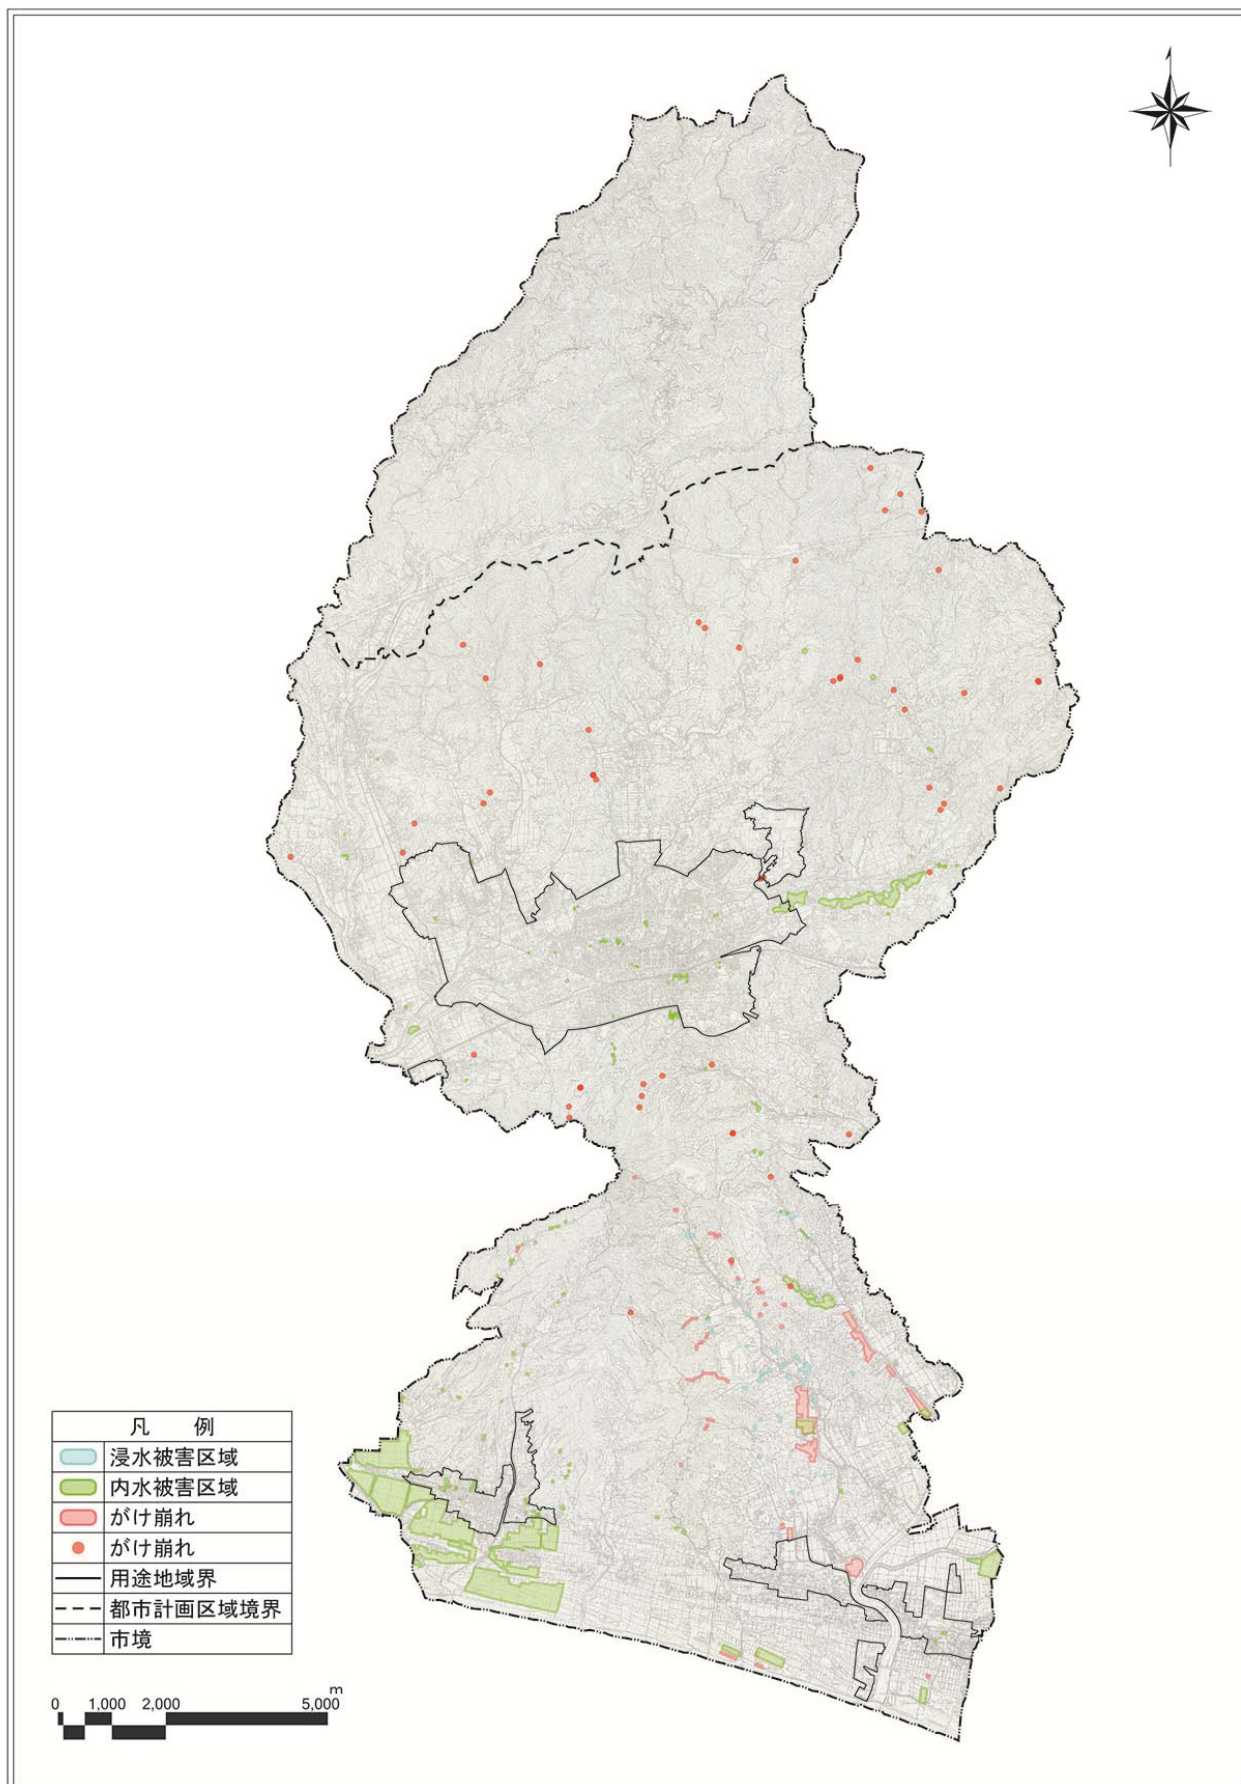 凡 例
浸水被害区域
内水被害区域
がけ崩れ
がけ崩れ
用途地域界
都市計画区域境界
市境
0 1,000 2,000 5,000 m